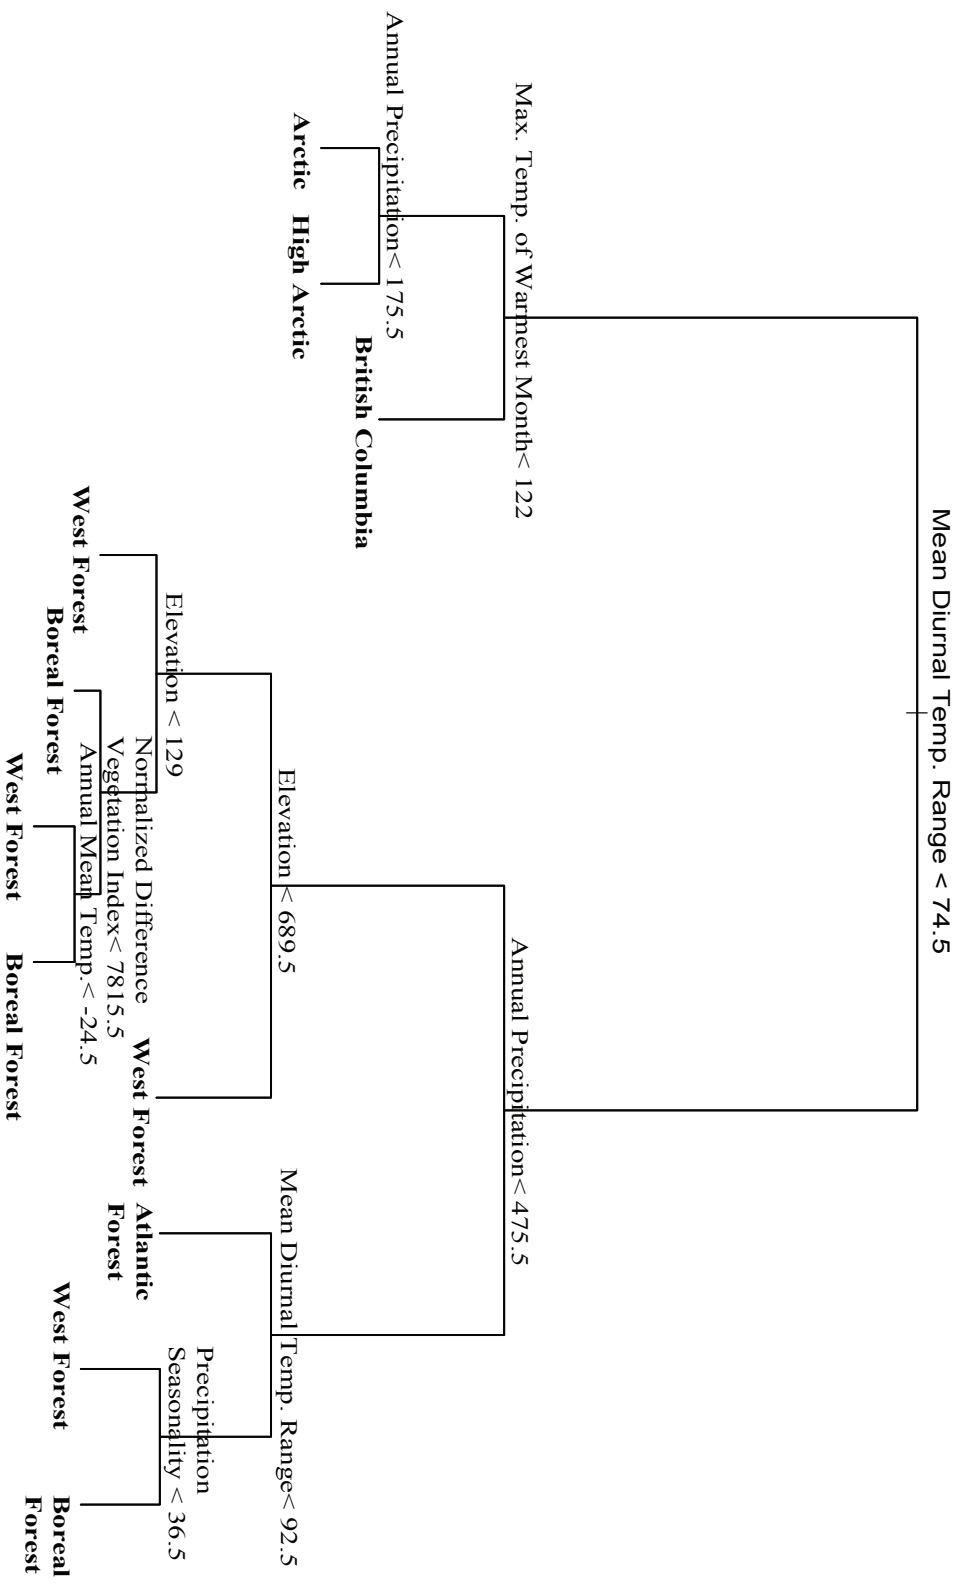 Mean Diurnal Temp. Range < 74.5
Max. Temp. of Warmest Month< 122
Annual Precipitation< 475.5
Annual Precipitation< 175.5
British Columbia
Arctic
High Arctic
Elevation < 689.5
Mean Diurnal Temp. Range< 92.5
Elevation < 129
West Forest
Atlantic
Forest
Precipitation
Seasonality < 36.5
West Forest
Normalized Difference
Vegetation Index< 7815.5
Boreal Forest
Annual Mean Temp.< -24.5
West Forest
Boreal Forest
West Forest
Boreal
Forest